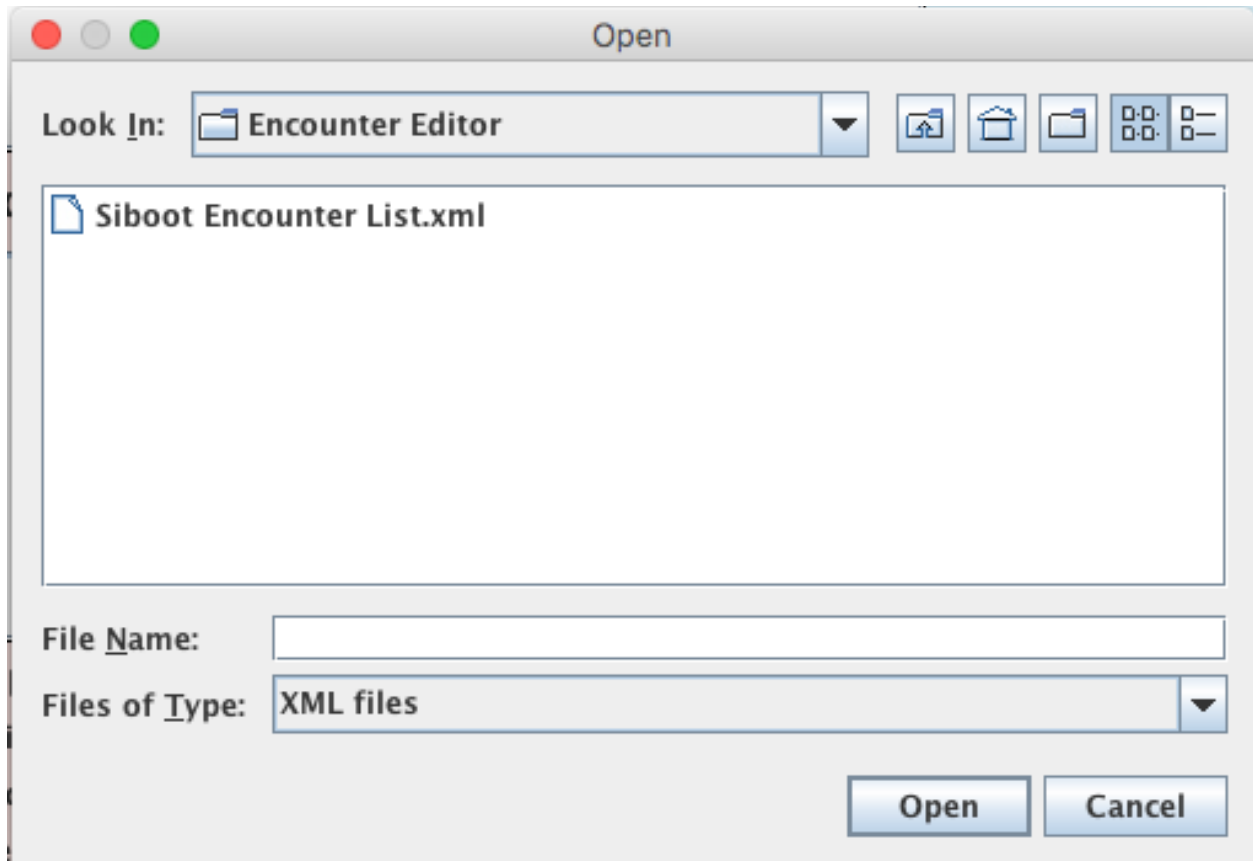 Open
Look In: Encounter Editor
Siboot Encounter List.xml
File Name:
Files of Type: XML files
Open Cancel